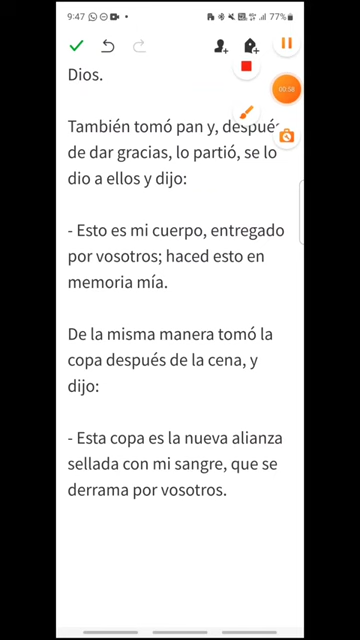 9:47
77%
00:58
Dios.
También tomó pan y, después
de dar gracias, lo partió, se lo
dio a ellos y dijo:
- Esto es mi cuerpo, entregado
por vosotros; haced esto en
memoria mía.
De la misma manera tomó la
copa después de la cena, y
dijo:
- Esta copa es la nueva alianza
sellada con mi sangre, que se
derrama por vosotros.